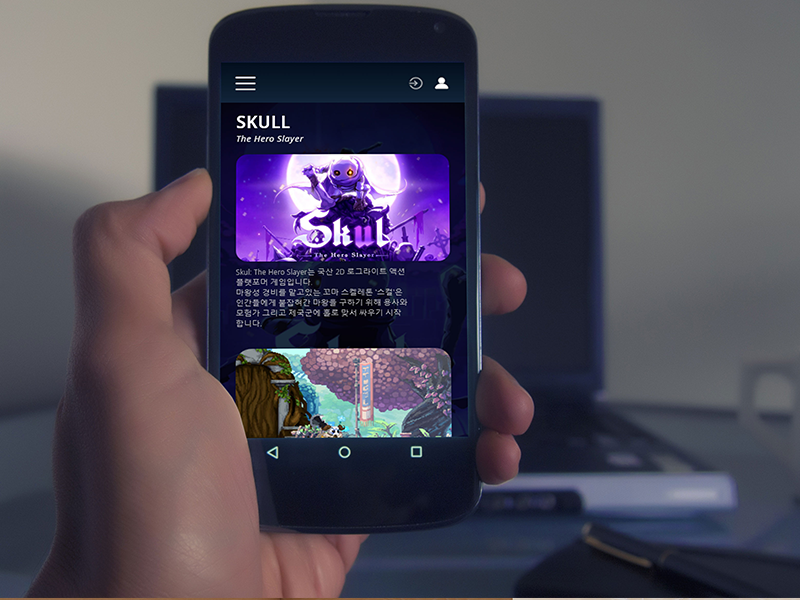 SKULL
The Hero Slayer
Skul
The Hero Slayer
Skul: The Hero Slayer는 국산 2D 로그라이트 액션
플랫포머 게임입니다.
마왕성 경비를 맡고있는 꼬마 스켈레톤 '스컬'은
인간들에게 붙잡혀간 마왕을 구하기 위해 용사와
모험가 그리고 제국군에 홀로 맞서 싸우기 시작
합니다.